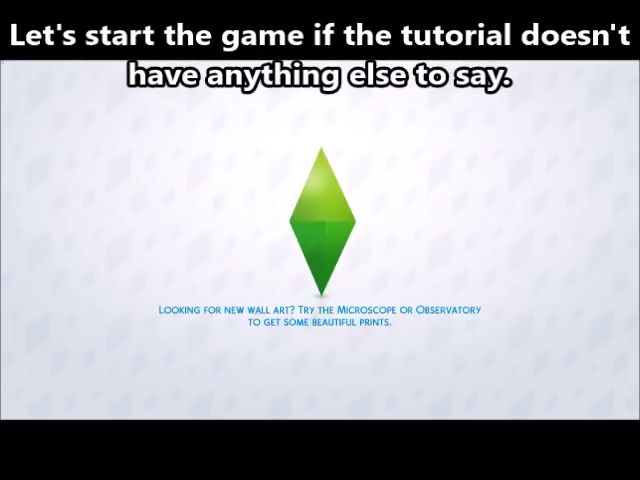 Let's start the game if the tutorial doesn't
have anything else to say.
Looking for new wall art? Try the Microscope or Observatory
to get some beautiful prints.